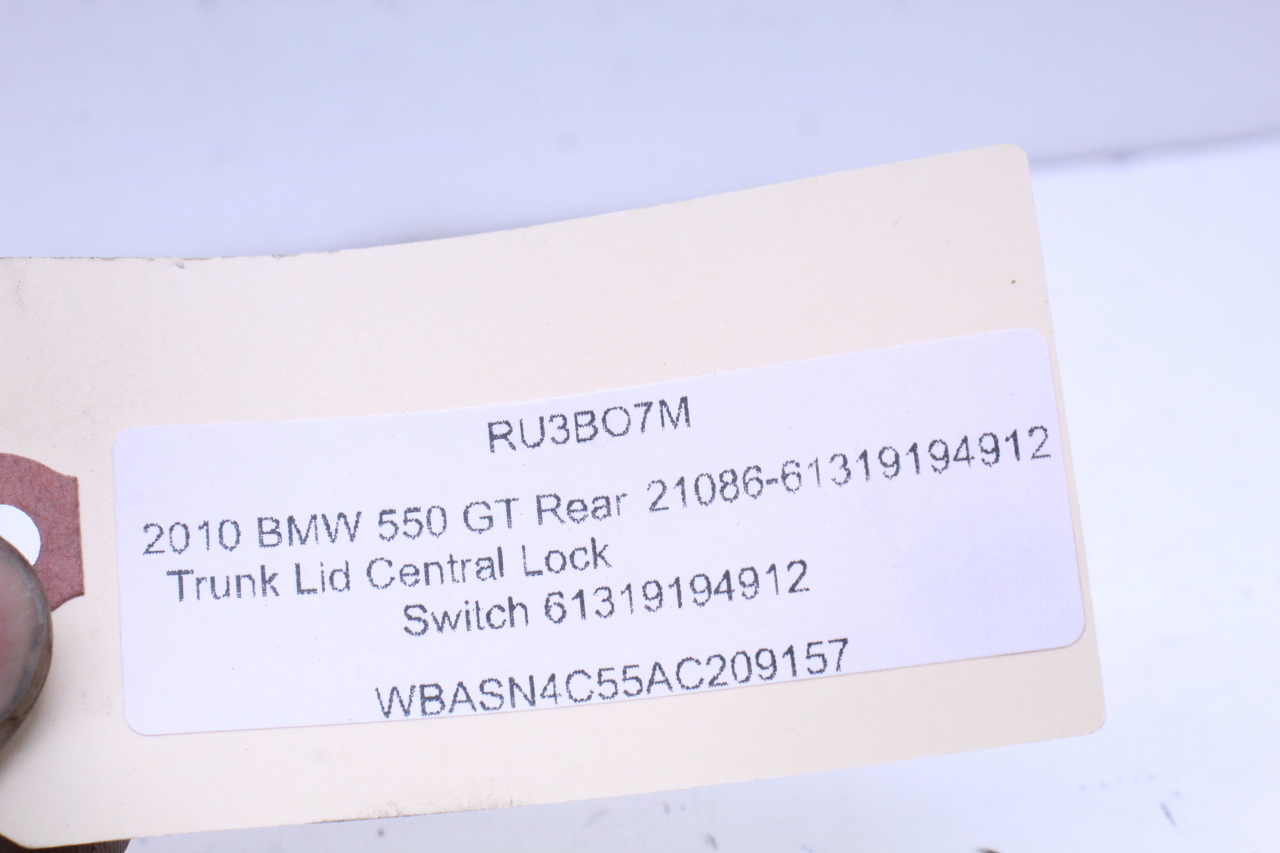 RU3BO7M
2010 BMW 550 GT Rear 21086-61319194912
Trunk Lid Central Lock
Switch 61319194912
WBASN4C55AC209157